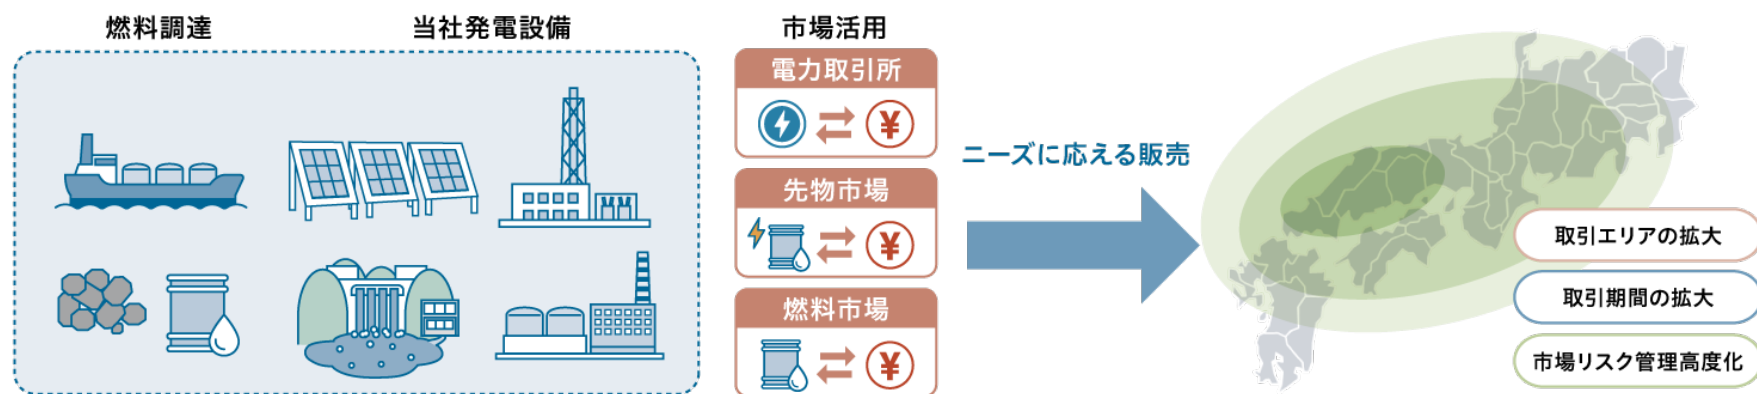 燃料調達
当社発電設備
市場活用
電力取引所
¥
先物市場
¥
燃料市場
¥
ニーズに応える販売
取引エリアの拡大
取引期間の拡大
市場リスク管理高度化